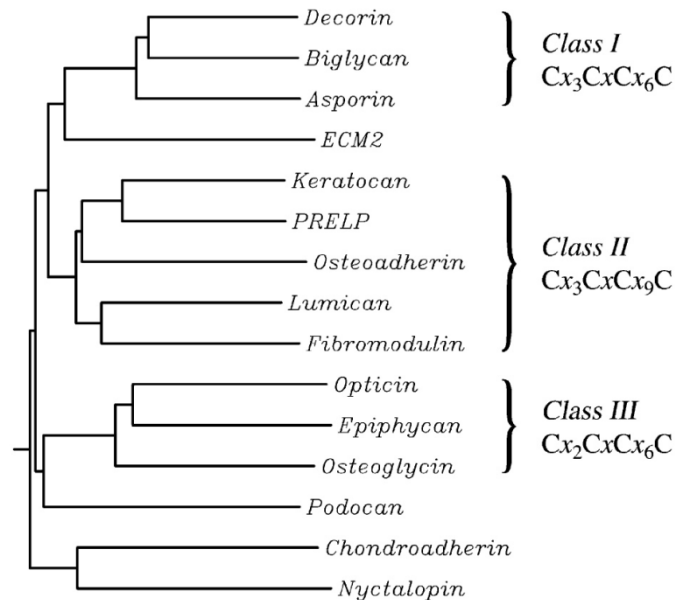 Decorin
Biglycan
Asporin
Class I
Cx₃CxCx₆C
ECM2
Keratocan
PRELP
Osteoadherin
Lumican
Fibromodulin
Class II
Cx₃CxCx₉C
Opticin
Epiphycan
Osteoglycin
Class III
Cx₂CxCx₆C
Podocan
Chondroadherin
Nyctalopin